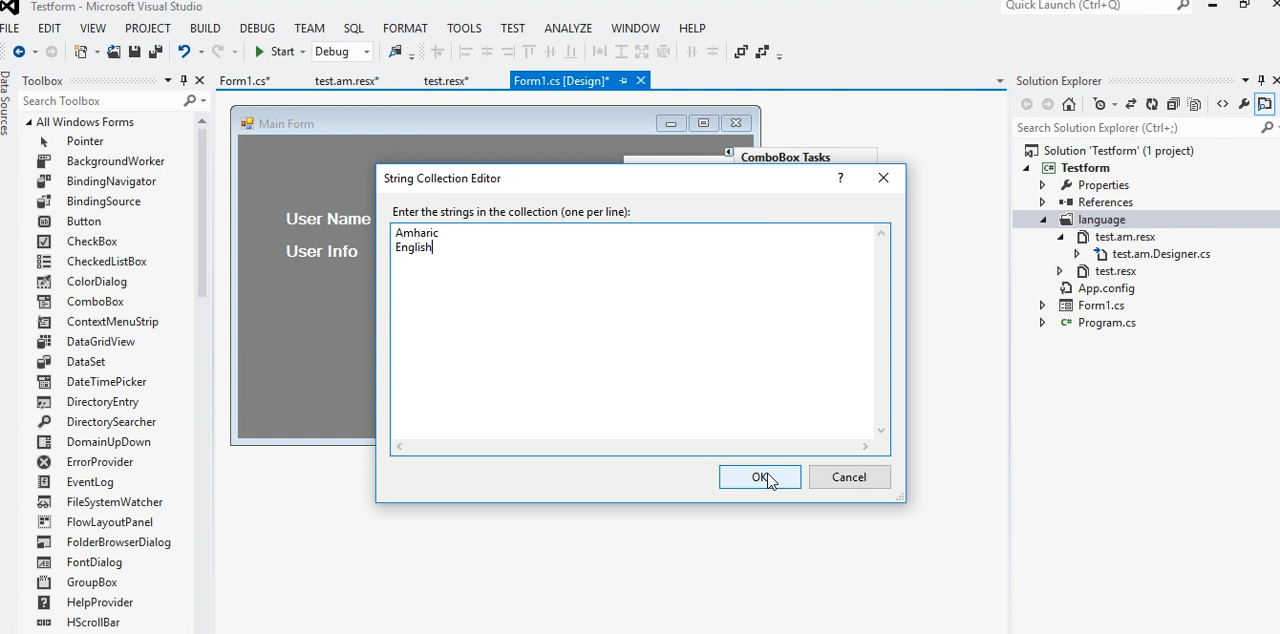 Testform - Microsoft Visual Studio
Quick Launch (Ctrl+Q)
FILE EDIT VIEW PROJECT BUILD DEBUG TEAM SQL FORMAT TOOLS TEST ANALYZE WINDOW HELP
Start Debug
Data Sources
Toolbox
Search Toolbox
All Windows Forms
Pointer
BackgroundWorker
BindingNavigator
BindingSource
Button
CheckBox
CheckedListBox
ColorDialog
ComboBox
ContextMenuStrip
DataGridView
DataSet
DateTimePicker
DirectoryEntry
DirectorySearcher
DomainUpDown
ErrorProvider
EventLog
FileSystemWatcher
FlowLayoutPanel
FolderBrowserDialog
FontDialog
GroupBox
HelpProvider
HScrollBar
Form1.cs* test.am.resx* test.resx* Form1.cs [Design]*
Main Form
ComboBox Tasks
User Name
User Info
String Collection Editor
Enter the strings in the collection (one per line):
Amharic
English
OK Cancel
Solution Explorer
Search Solution Explorer (Ctrl+;)
Solution 'Testform' (1 project)
Testform
Properties
References
language
test.am.resx
test.am.Designer.cs
test.resx
App.config
Form1.cs
Program.cs